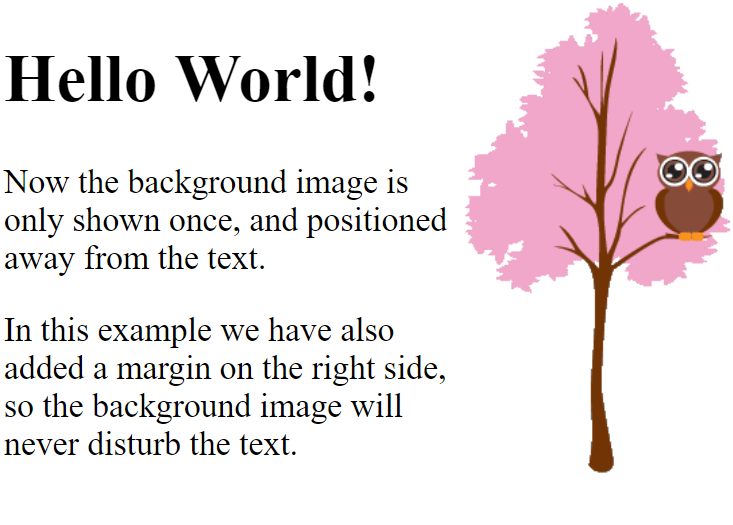 Hello World!
Now the background image is
only shown once, and positioned
away from the text.
In this example we have also
added a margin on the right side,
so the background image will
never disturb the text.